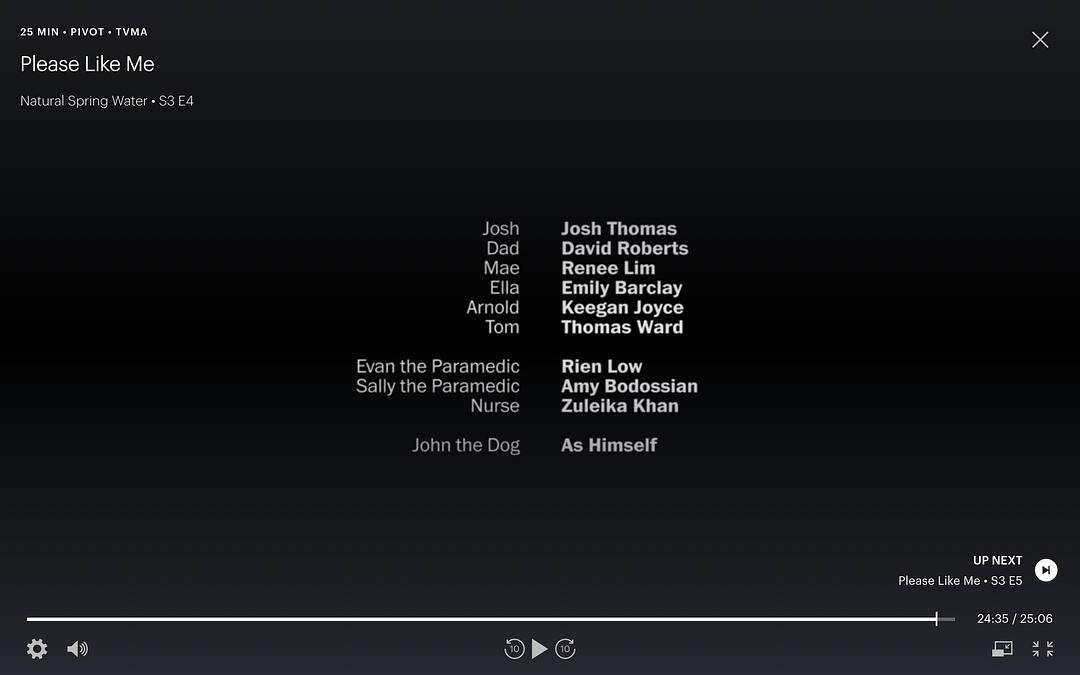 25 MIN • PIVOT • TVMA
Please Like Me
Natural Spring Water • S3 E4
Josh Josh Thomas
Dad David Roberts
Mae Renee Lim
Ella Emily Barclay
Arnold Keegan Joyce
Tom Thomas Ward
Evan the Paramedic Rien Low
Sally the Paramedic Amy Bodossian
Nurse Zuleika Khan
John the Dog As Himself
UP NEXT
Please Like Me • S3 E5
24:35 / 25:06
10 10